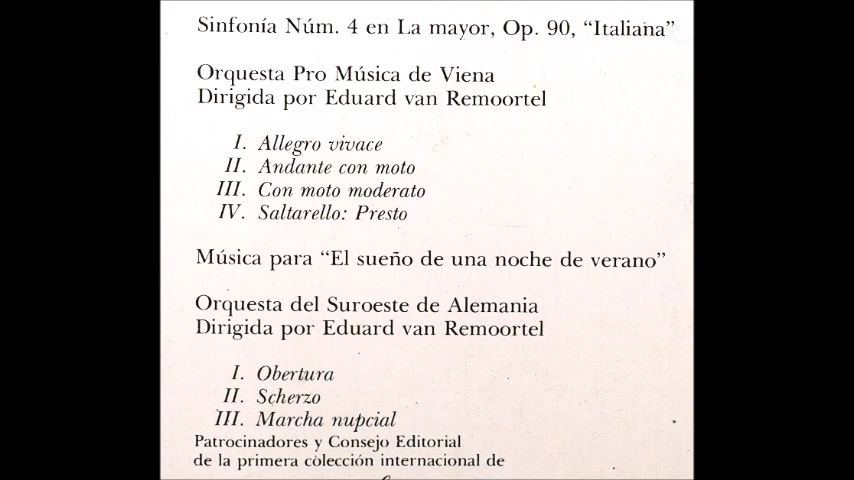 Sinfonía Núm. 4 en La mayor, Op. 90, “Italiana”
Orquesta Pro Música de Viena
Dirigida por Eduard van Remoortel
I. Allegro vivace
II. Andante con moto
III. Con moto moderato
IV. Saltarello: Presto
Música para “El sueño de una noche de verano”
Orquesta del Suroeste de Alemania
Dirigida por Eduard van Remoortel
I. Obertura
II. Scherzo
III. Marcha nupcial
Patrocinadores y Consejo Editorial
de la primera colección internacional de